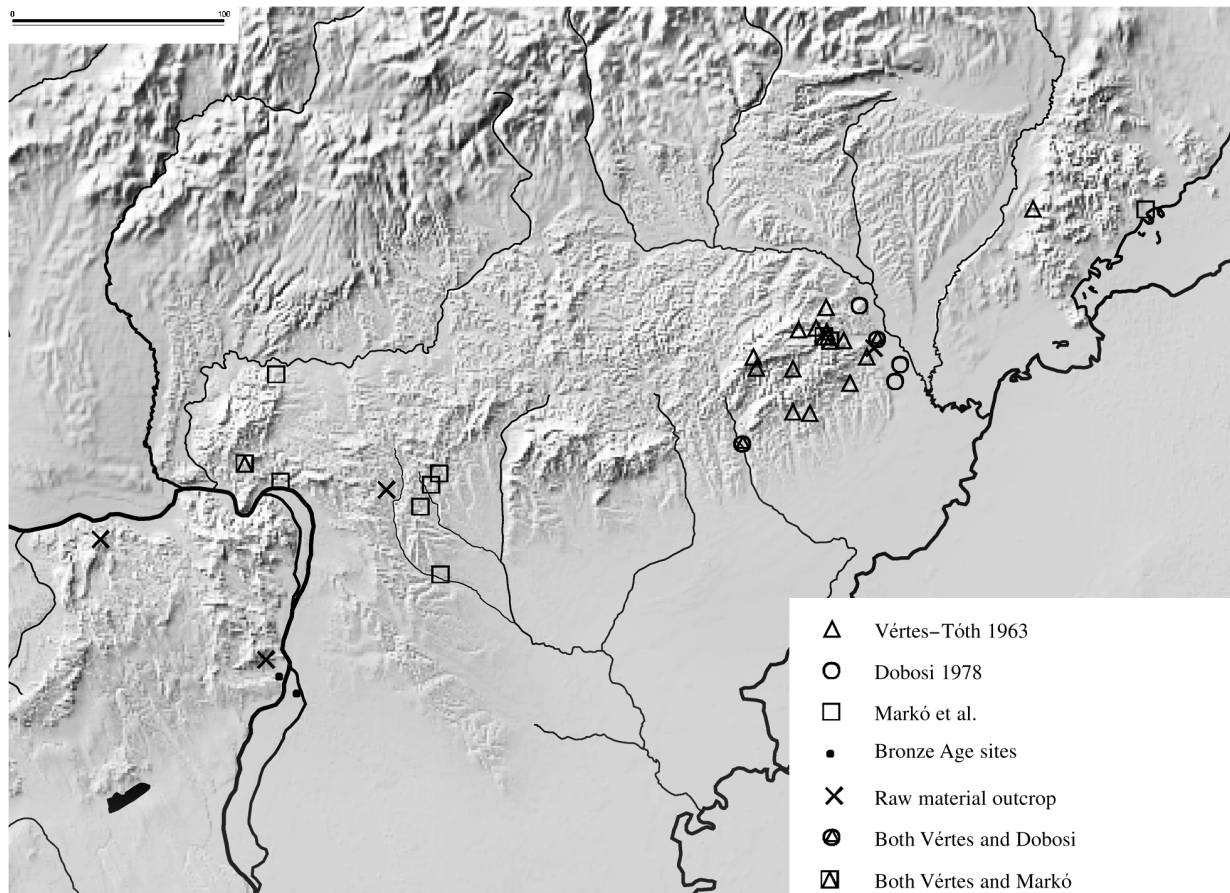 0 100
Vértes–Tóth 1963
Dobosi 1978
Markó et al.
Bronze Age sites
Raw material outcrop
Both Vértes and Dobosi
Both Vértes and Markó